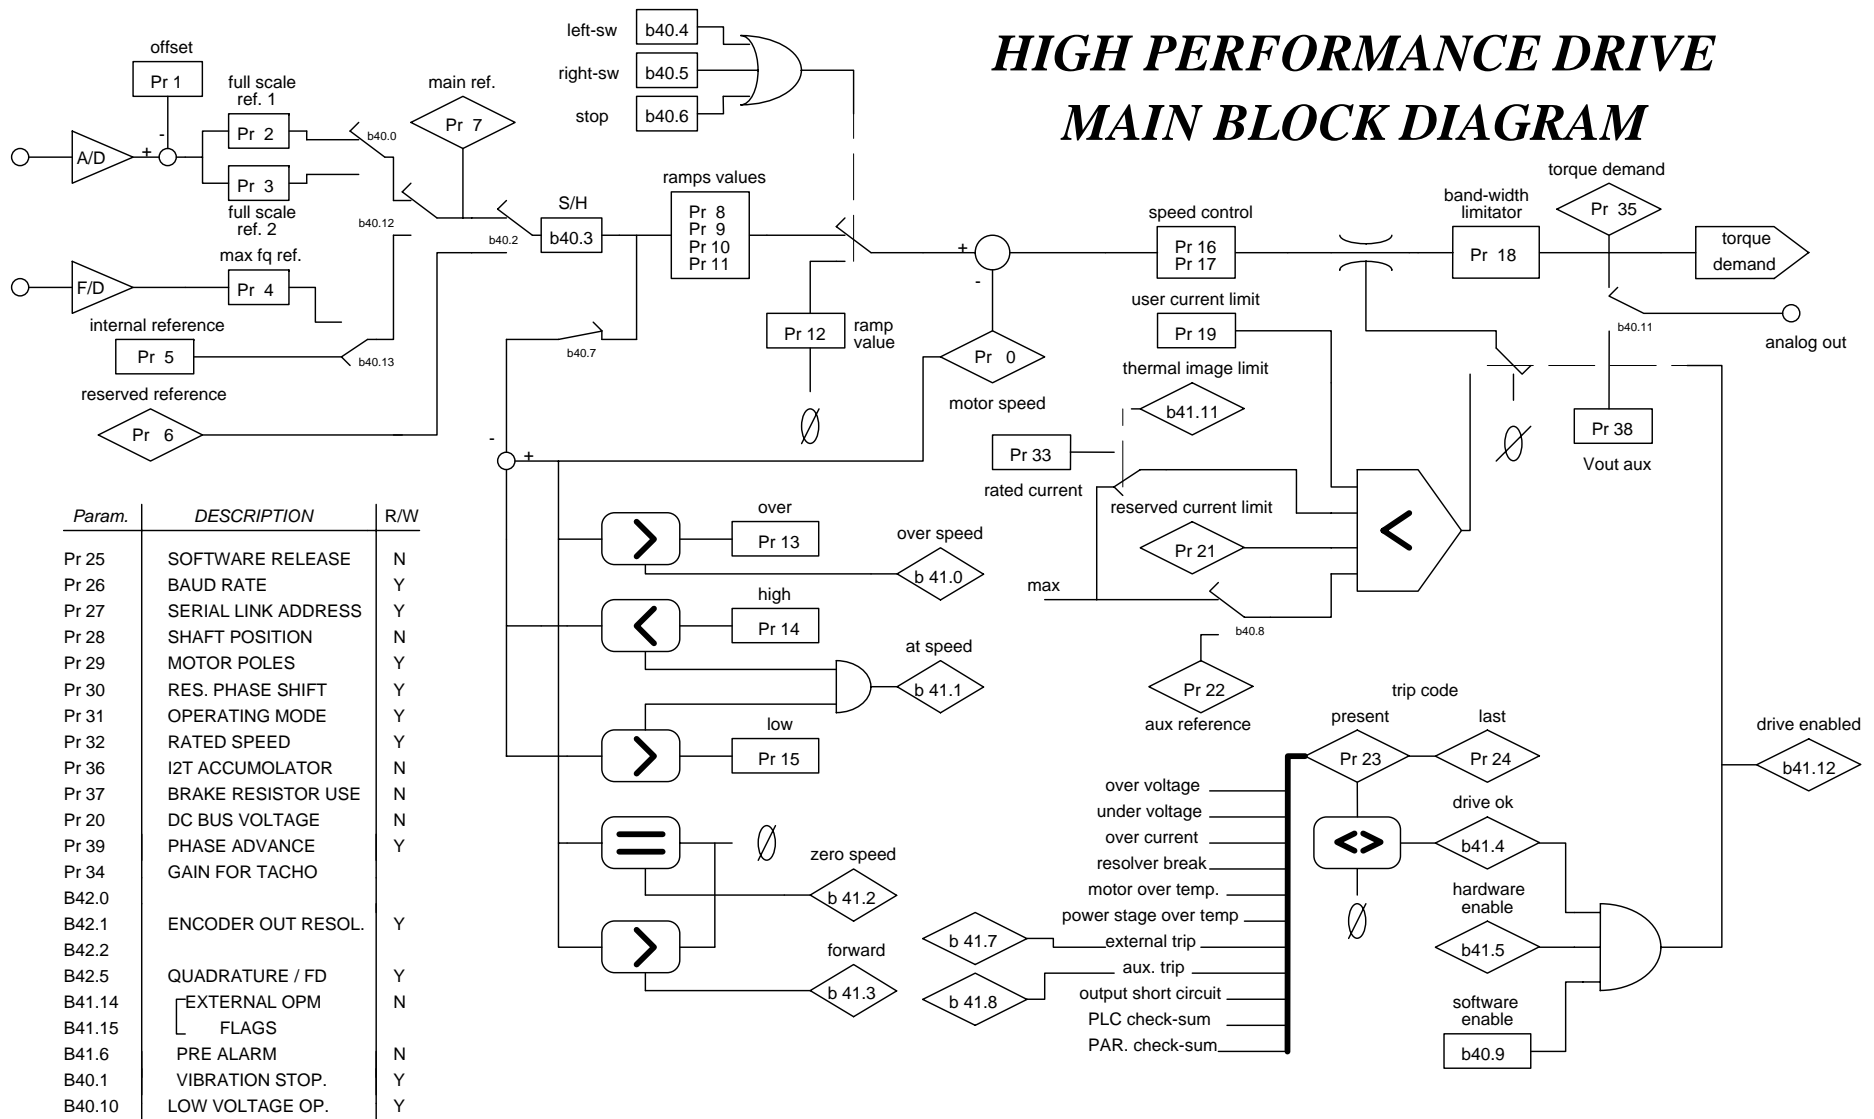 HIGH PERFORMANCE DRIVE
MAIN BLOCK DIAGRAM
offset
Pr 1
full scale
ref. 1
Pr 2
A/D
-
+
Pr 3
full scale
ref. 2
b40.0
main ref.
Pr 7
left-sw
b40.4
right-sw
b40.5
stop
b40.6
b40.12
max fq ref.
F/D
Pr 4
internal reference
Pr 5
b40.13
reserved reference
Pr 6
b40.2
S/H
b40.3
b40.7
ramps values
Pr 8
Pr 9
Pr 10
Pr 11
Pr 12
ramp
value
0
+
-
Pr 0
motor speed
speed control
Pr 16
Pr 17
user current limit
Pr 19
thermal image limit
b41.11
Pr 33
rated current
reserved current limit
Pr 21
max
b40.8
Pr 22
aux reference
<
0
band-width
limitator
Pr 18
torque demand
Pr 35
torque
demand
b40.11
analog out
Pr 38
Vout aux
-
+
>
over
Pr 13
over speed
b 41.0
<
high
Pr 14
at speed
b 41.1
>
low
Pr 15
=
0
zero speed
b 41.2
>
forward
b 41.3
trip code
present
Pr 23
last
Pr 24
over voltage
under voltage
over current
resolver break
motor over temp.
power stage over temp
b 41.7
external trip
b 41.8
aux. trip
output short circuit
PLC check-sum
PAR. check-sum
<>
0
drive ok
b41.4
hardware
enable
b41.5
software
enable
b40.9
drive enabled
b41.12
Param. DESCRIPTION R/W
Pr 25 SOFTWARE RELEASE N
Pr 26 BAUD RATE Y
Pr 27 SERIAL LINK ADDRESS Y
Pr 28 SHAFT POSITION N
Pr 29 MOTOR POLES Y
Pr 30 RES. PHASE SHIFT Y
Pr 31 OPERATING MODE Y
Pr 32 RATED SPEED Y
Pr 36 I2T ACCUMOLATOR N
Pr 37 BRAKE RESISTOR USE N
Pr 20 DC BUS VOLTAGE N
Pr 39 PHASE ADVANCE Y
Pr 34 GAIN FOR TACHO
B42.0
B42.1 ENCODER OUT RESOL. Y
B42.2
B42.5 QUADRATURE / FD Y
B41.14 EXTERNAL OPM N
B41.15 FLAGS
B41.6 PRE ALARM N
B40.1 VIBRATION STOP. Y
B40.10 LOW VOLTAGE OP. Y